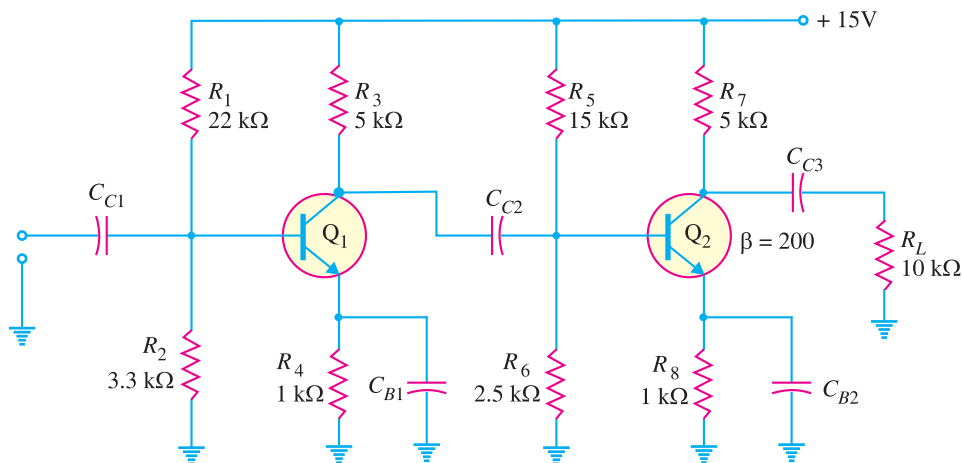 + 15V
R1
22 kΩ
R3
5 kΩ
R5
15 kΩ
R7
5 kΩ
CC1
CC2
CC3
Q1
Q2
β = 200
RL
10 kΩ
R2
3.3 kΩ
R4
1 kΩ
CB1
R6
2.5 kΩ
R8
1 kΩ
CB2